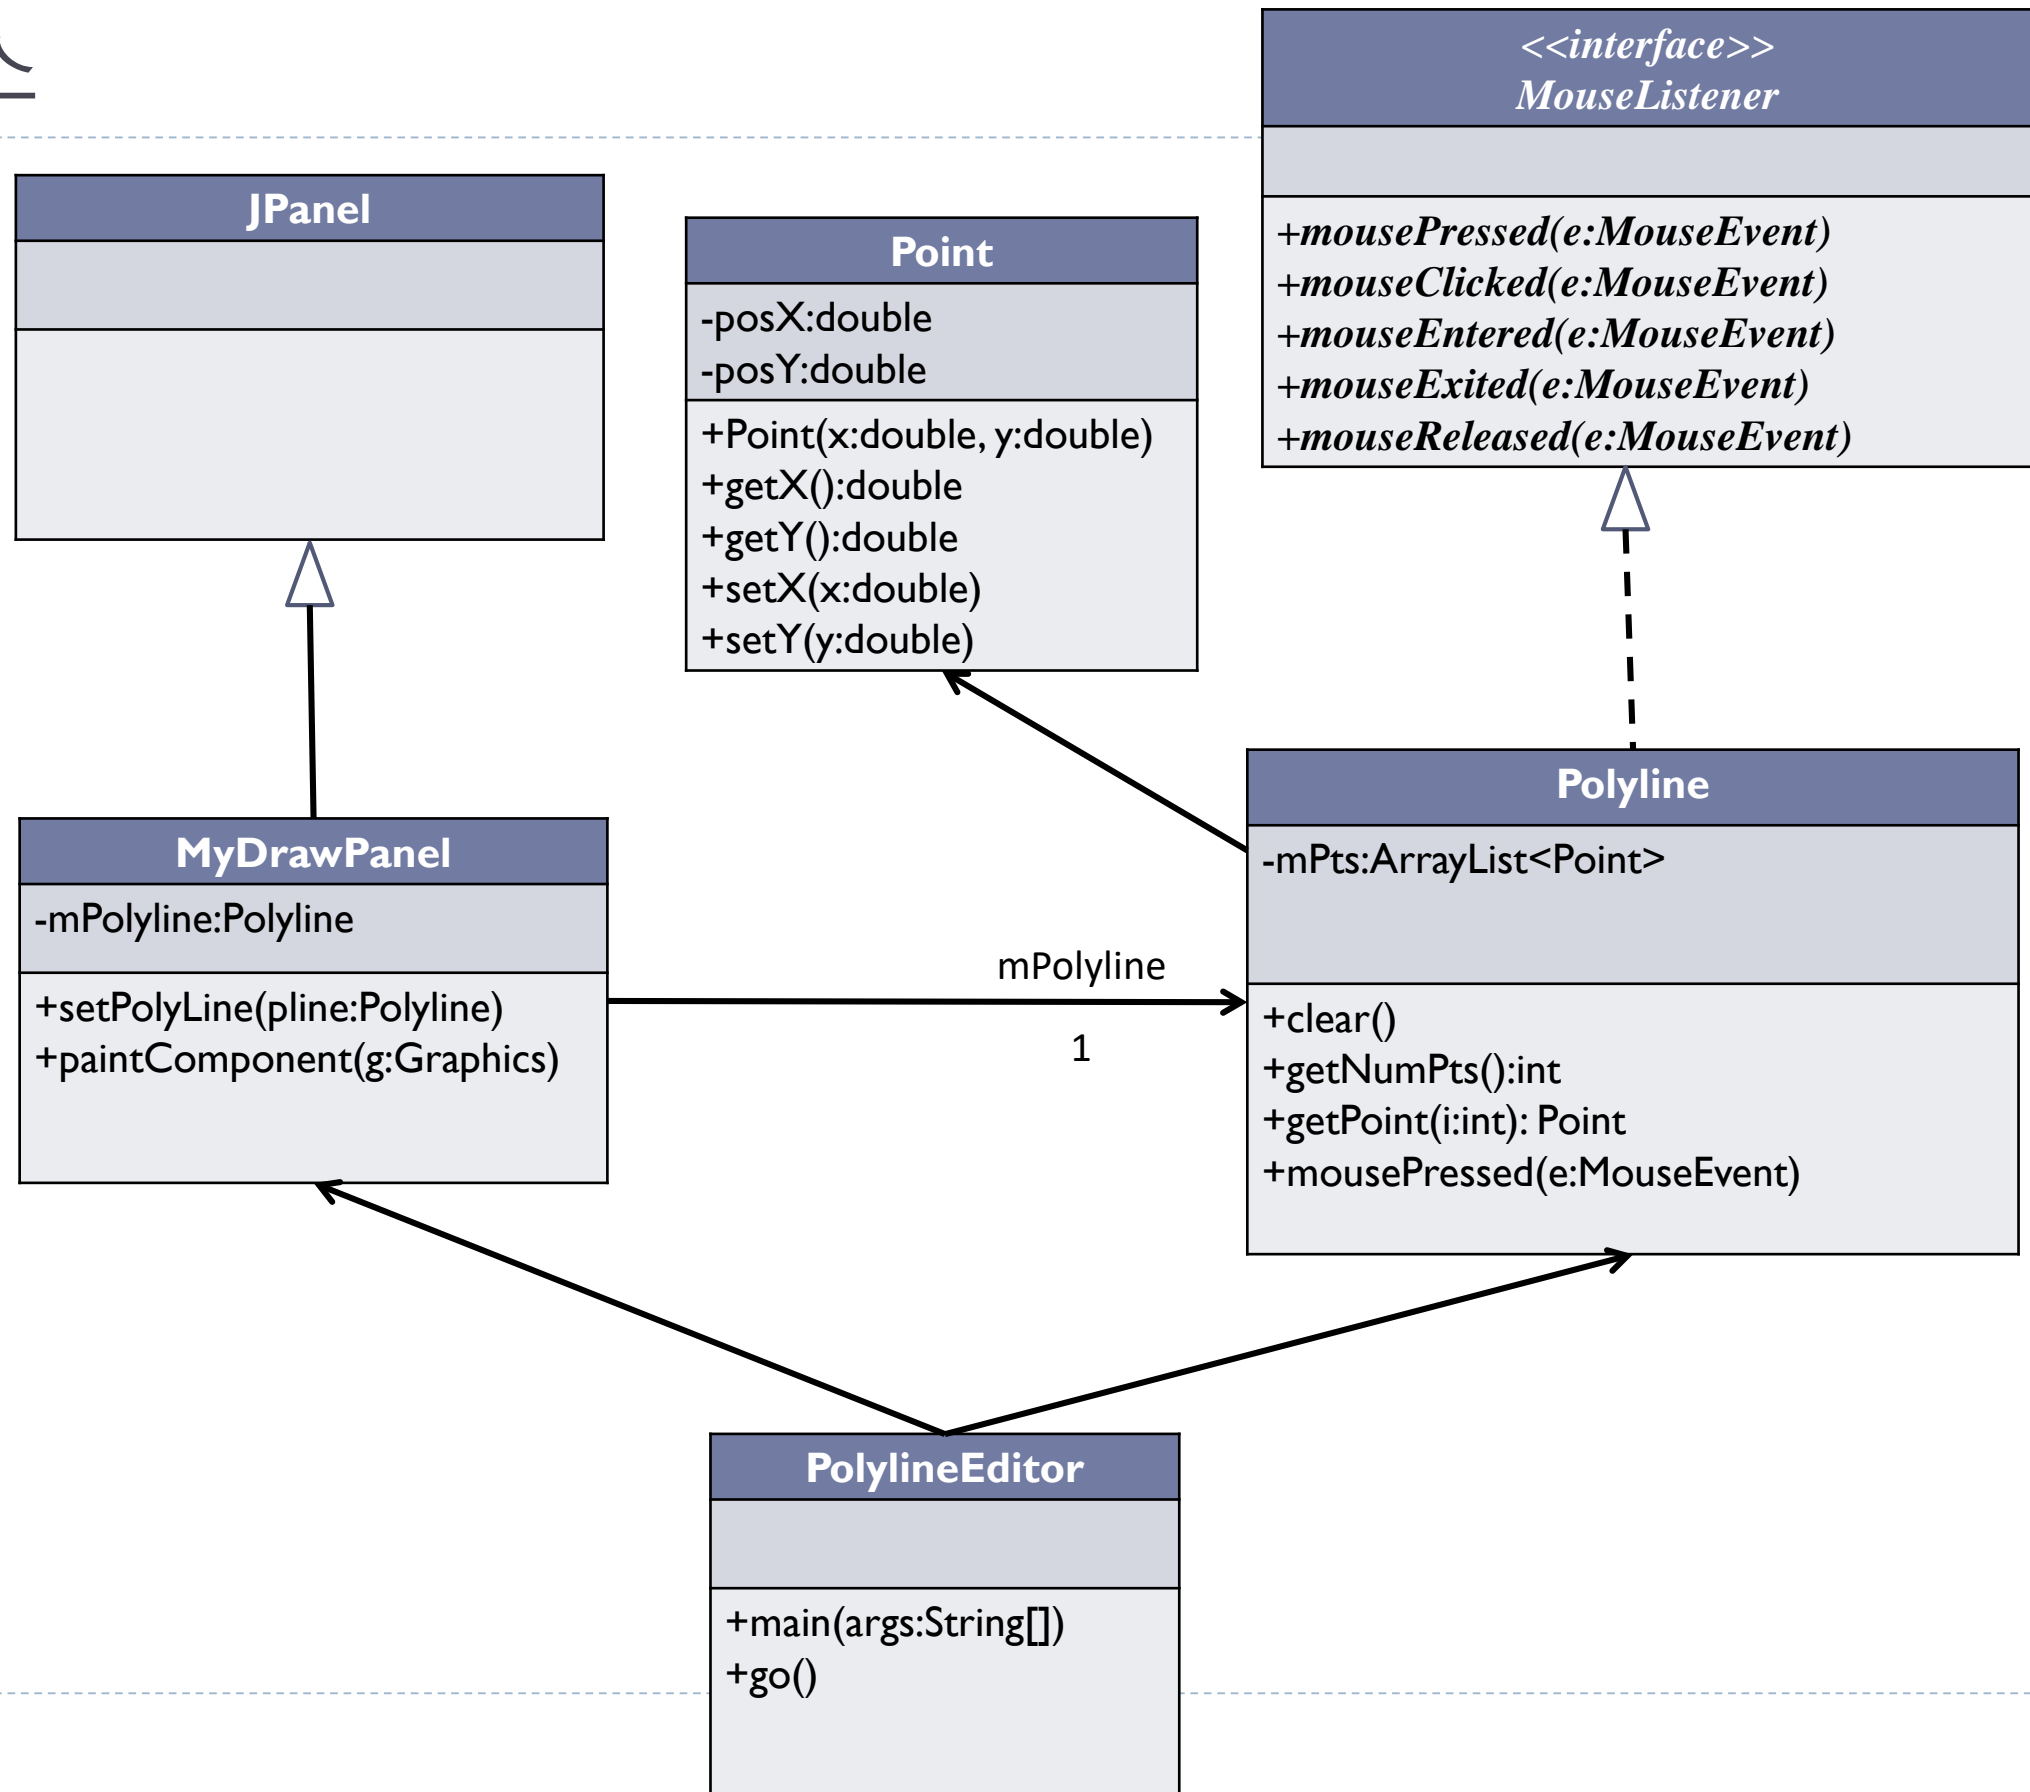 <<interface>>
MouseListener
+mousePressed(e:MouseEvent)
+mouseClicked(e:MouseEvent)
+mouseEntered(e:MouseEvent)
+mouseExited(e:MouseEvent)
+mouseReleased(e:MouseEvent)
JPanel
Point
-posX:double
-posY:double
+Point(x:double, y:double)
+getX():double
+getY():double
+setX(x:double)
+setY(y:double)
MyDrawPanel
-mPolyline:Polyline
+setPolyLine(pline:Polyline)
+paintComponent(g:Graphics)
mPolyline
1
Polyline
-mPts:ArrayList<Point>
+clear()
+getNumPts():int
+getPoint(i:int): Point
+mousePressed(e:MouseEvent)
PolylineEditor
+main(args:String[])
+go()